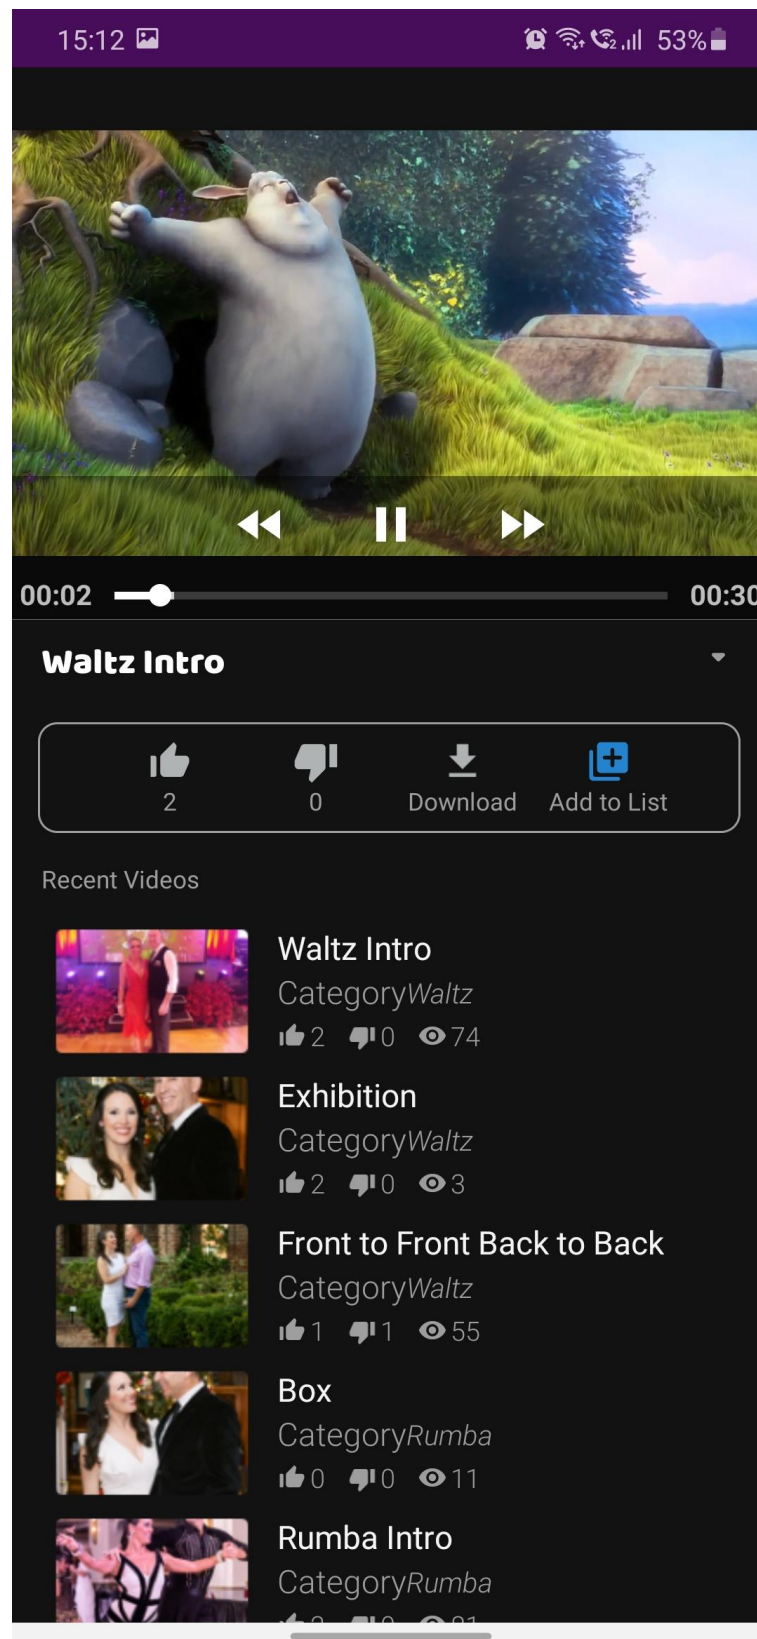 15:12 53%
00:02 00:30
Waltz Intro
2 0 Download Add to List
Recent Videos
Waltz Intro
CategoryWaltz
2 0 74
Exhibition
CategoryWaltz
2 0 3
Front to Front Back to Back
CategoryWaltz
1 1 55
Box
CategoryRumba
0 0 11
Rumba Intro
CategoryRumba